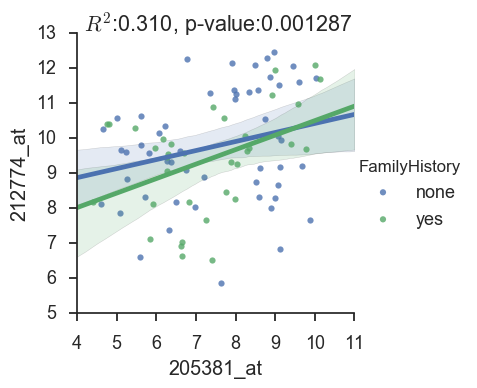 R²:0.310, p-value:0.001287
13
12
11
10
9
8
7
6
5
212774_at
4 5 6 7 8 9 10 11
205381_at
FamilyHistory
none
yes